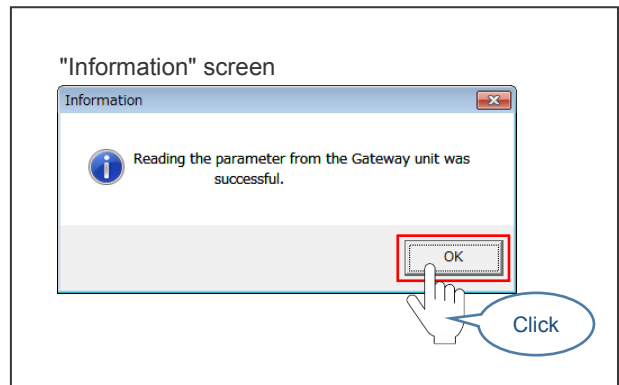 "Information" screen
Information
Reading the parameter from the Gateway unit was
successful.
OK
Click